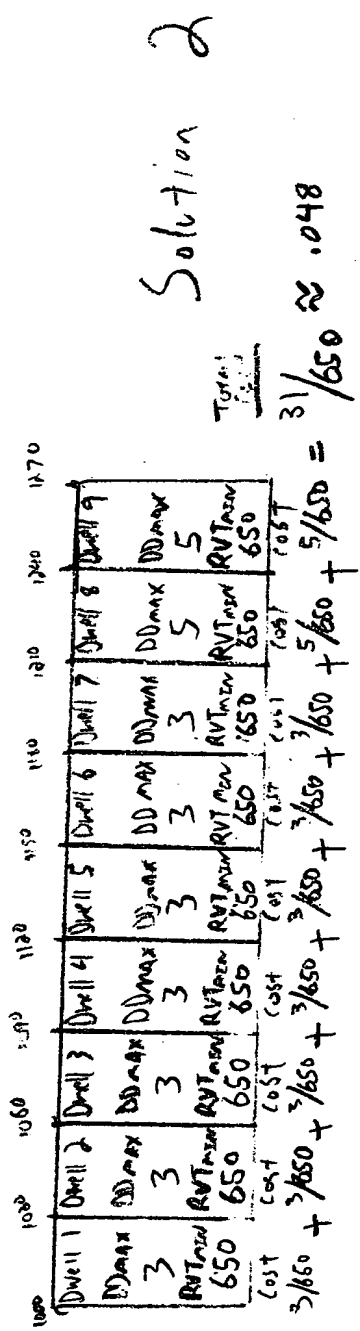 Solution 2
1000 1030 1060 1090 1120 1150 1180 1210 1240 1270
Dwell 1 Dwell 2 Dwell 3 Dwell 4 Dwell 5 Dwell 6 Dwell 7 Dwell 8 Dwell 9
DDMAX DDMAX DDMAX DDMAX DDMAX DDMAX DDMAX DDMAX DDMAX
3 3 3 3 3 3 3 5 5
RVTMIN RVTMIN RVTMIN RVTMIN RVTMIN RVTMIN RVTMIN RVTMIN RVTMIN
650 650 650 650 650 650 650 650 650
Cost Cost Cost Cost Cost Cost Cost Cost Cost Total
3/650 + 3/650 + 3/650 + 3/650 + 3/650 + 3/650 + 3/650 + 5/650 + 5/650 = 31/650 ≈ .048